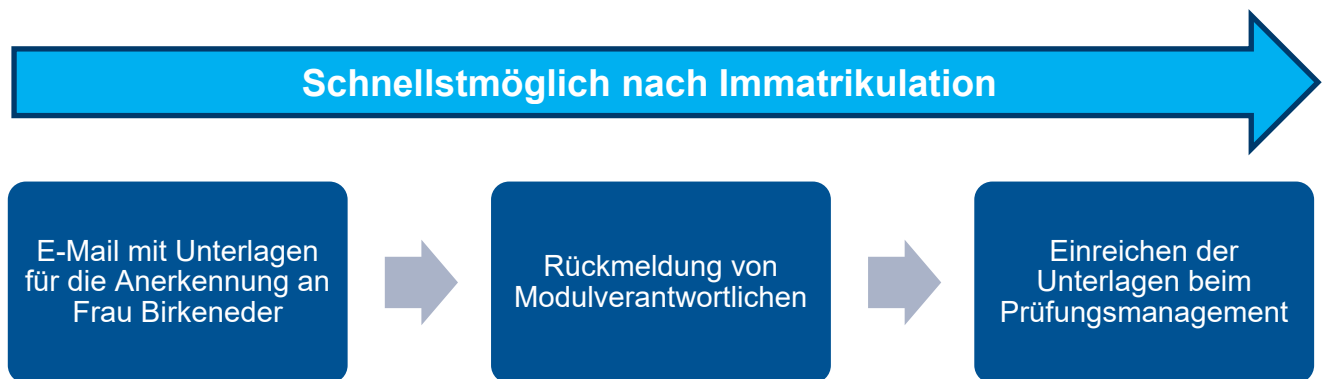 Schnellstmöglich nach Immatrikulation
E-Mail mit Unterlagen
für die Anerkennung an
Frau Birkeneder
Rückmeldung von
Modulverantwortlichen
Einreichen der
Unterlagen beim
Prüfungsmanagement